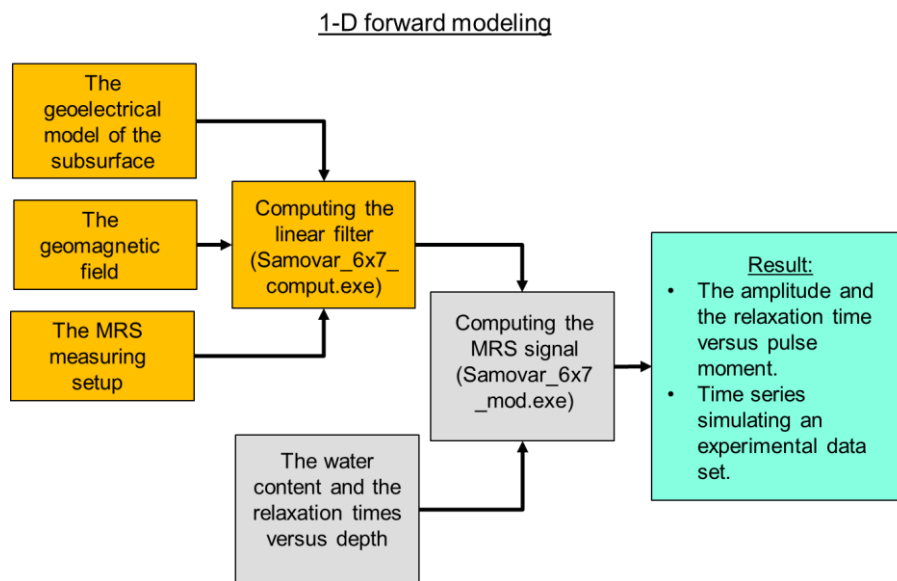 1-D forward modeling
The
geoelectrical
model of the
subsurface
The
geomagnetic
field
The MRS
measuring
setup
Computing the
linear filter
(Samovar_6x7_
comput.exe)
Computing the
MRS signal
(Samovar_6x7
_mod.exe)
The water
content and the
relaxation times
versus depth
Result:
• The amplitude and
the relaxation time
versus pulse
moment.
• Time series
simulating an
experimental data
set.